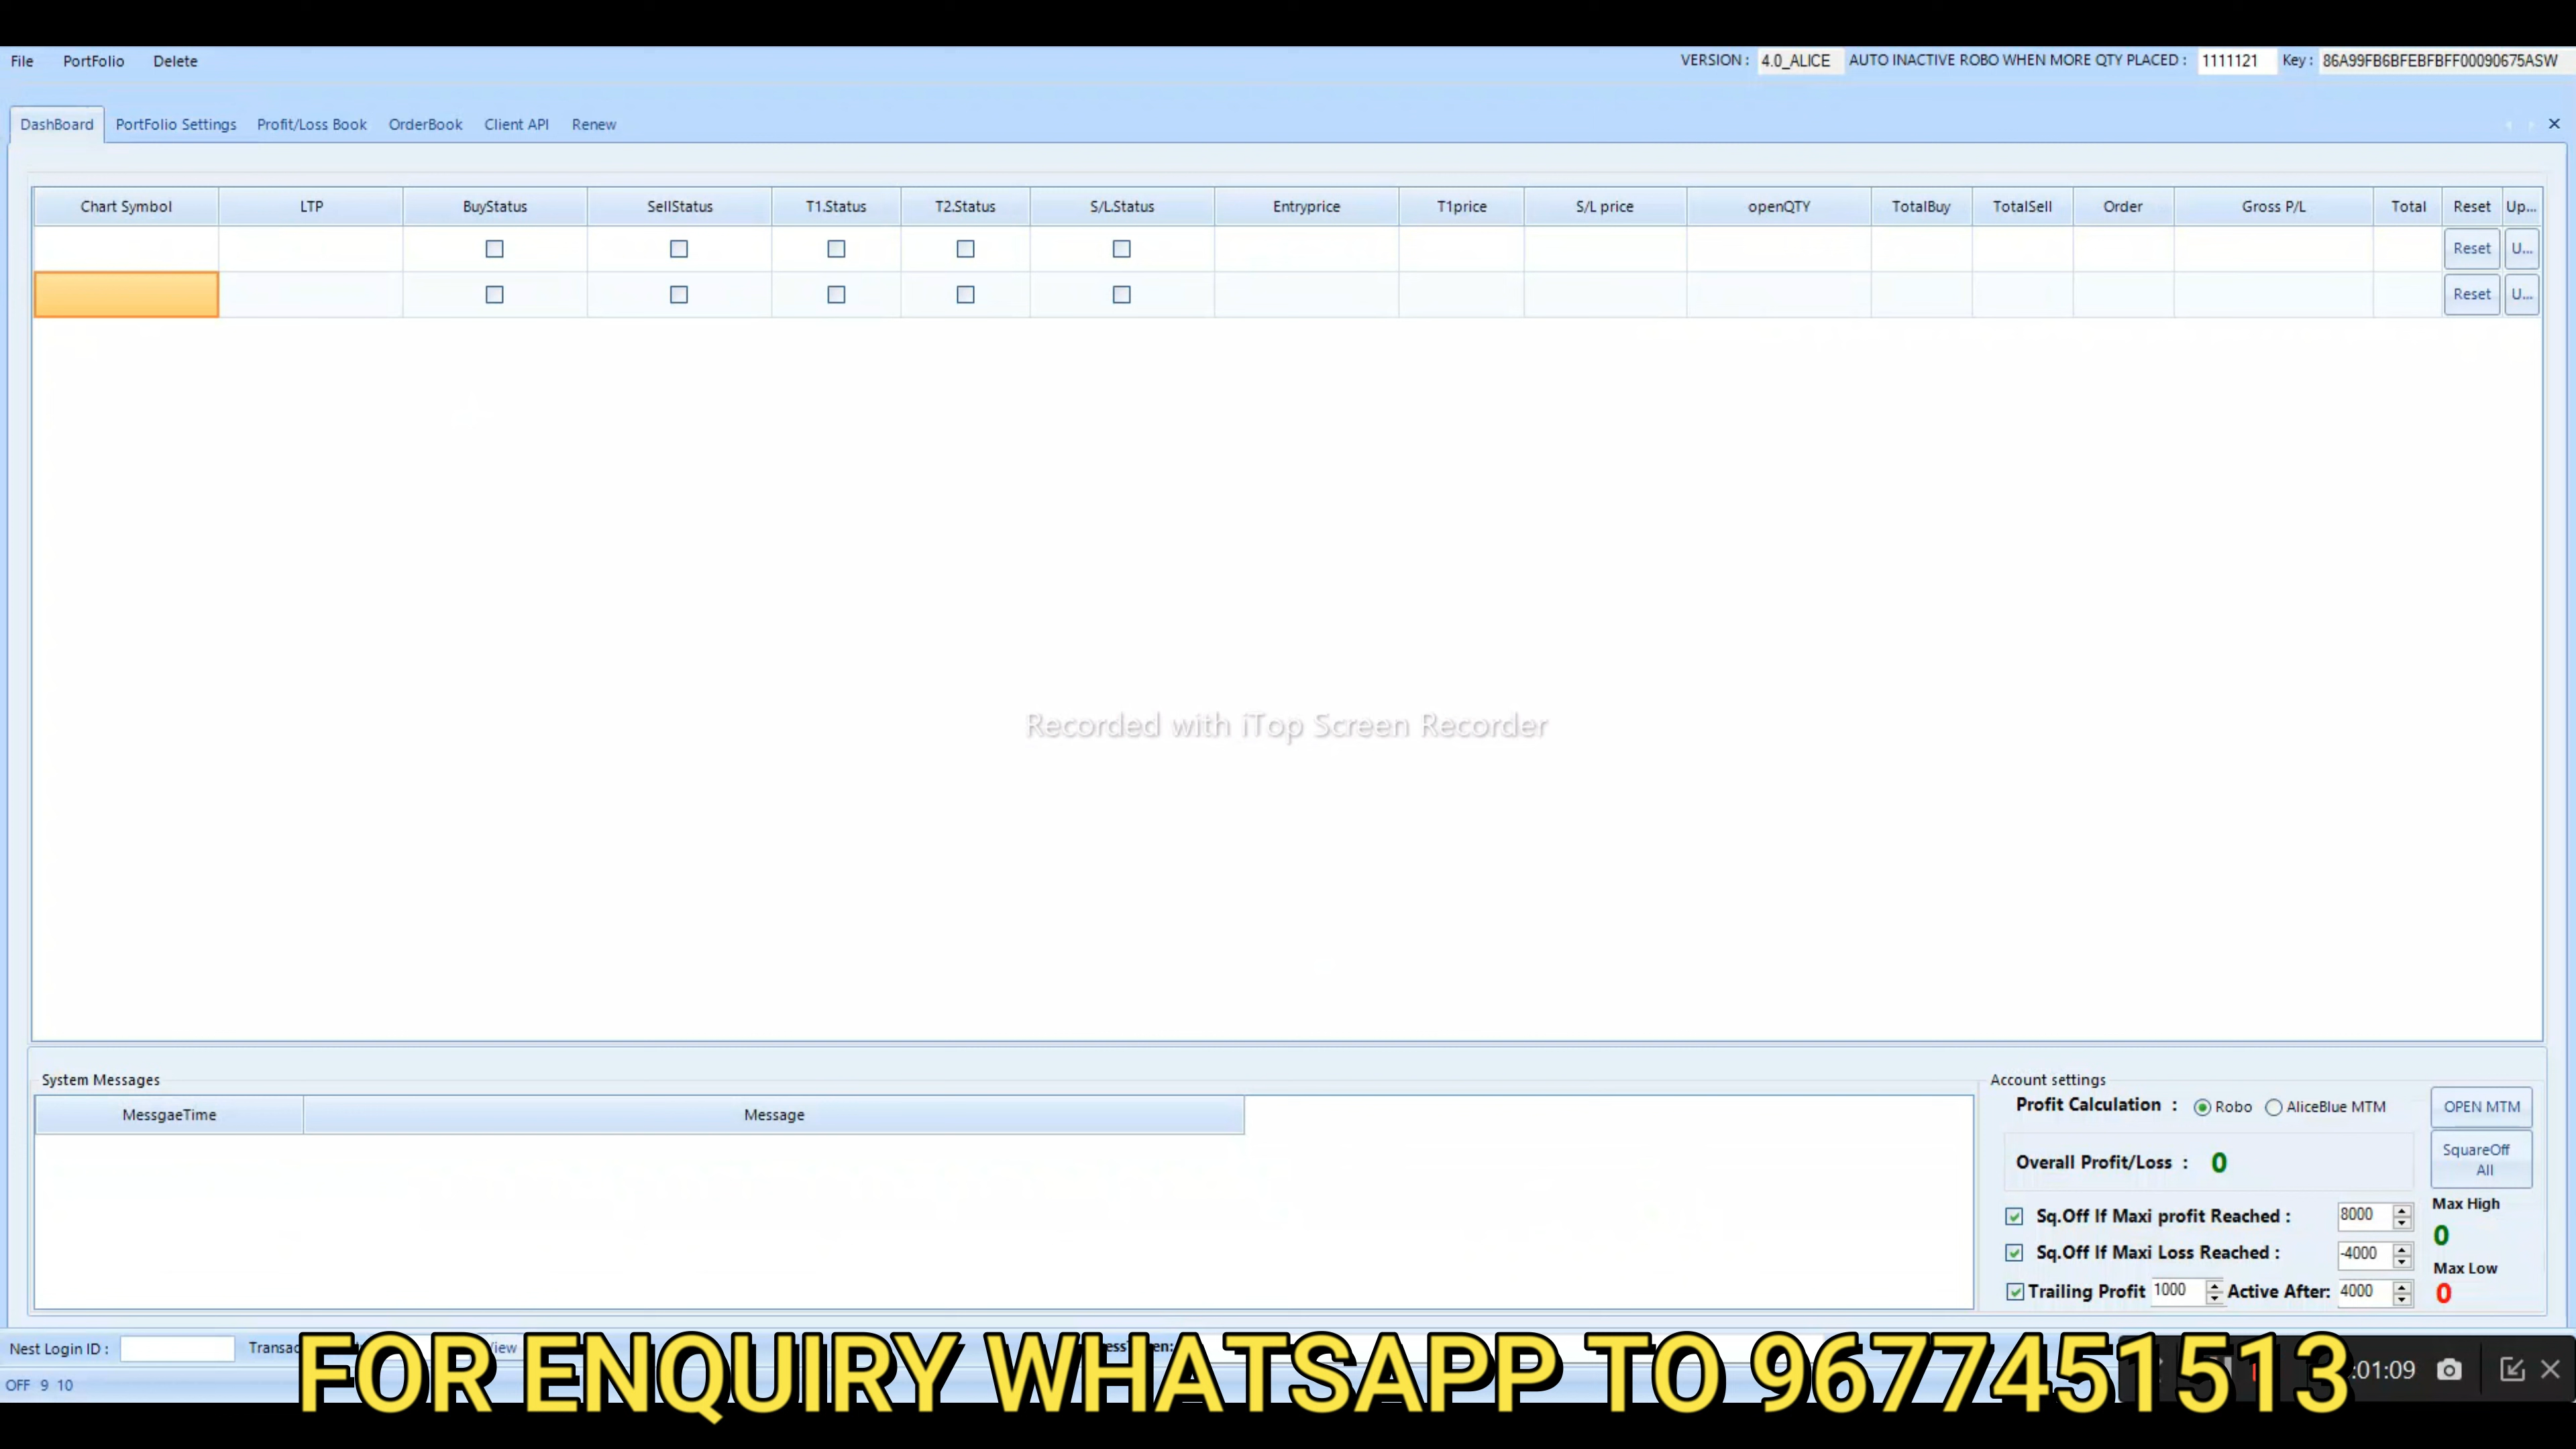 File PortFolio Delete VERSION : 4.0_ALICE AUTO INACTIVE ROBO WHEN MORE QTY PLACED : 1111121 Key : 86A99FB6BFEBFBFF00090675ASW
DashBoard PortFolio Settings Profit/Loss Book OrderBook Client API Renew
Chart Symbol LTP BuyStatus SellStatus T1.Status T2.Status S/L.Status Entryprice T1price S/L price openQTY TotalBuy TotalSell Order Gross P/L Total Reset Up...
Reset U...
Reset U...
Recorded with iTop Screen Recorder
System Messages
MessgaeTime Message
Account settings
Profit Calculation : Robo AliceBlue MTM OPEN MTM
Overall Profit/Loss : 0 SquareOff All
Sq.Off If Maxi profit Reached : 8000 Max High
0
Sq.Off If Maxi Loss Reached : -4000
Max Low
Trailing Profit 1000 Active After: 4000 0
Nest Login ID :
FOR ENQUIRY WHATSAPP TO 9677451513
:01:09
OFF 9 10